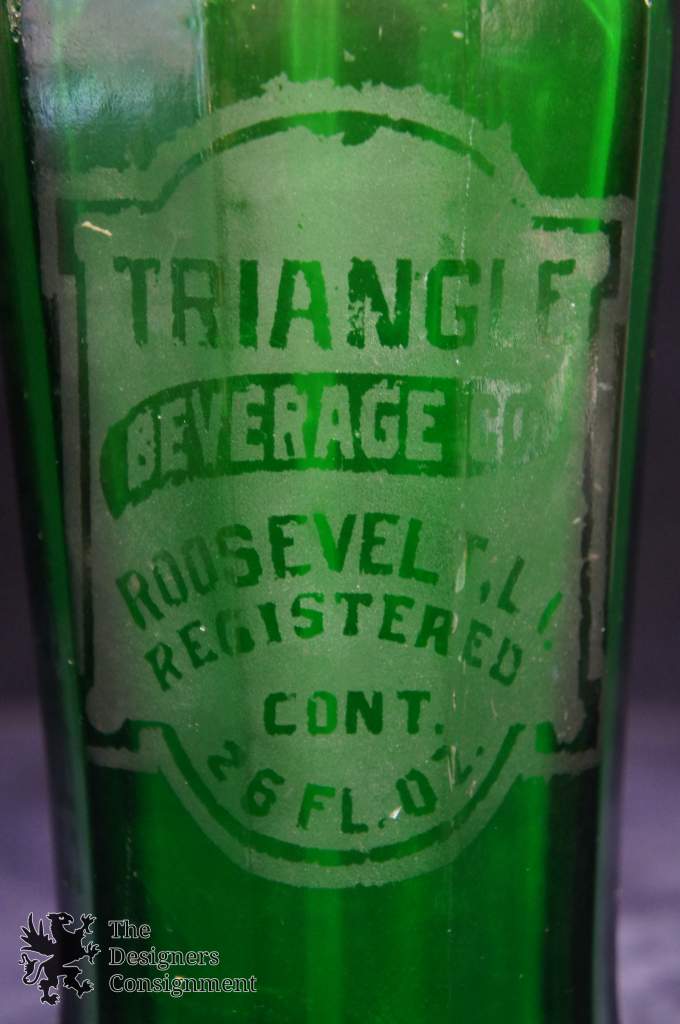 TRIANGLE
BEVERAGE CO.
ROOSEVELT, L.I.
REGISTERED
CONT.
26 FL. OZ.
The
Designers
Consignment